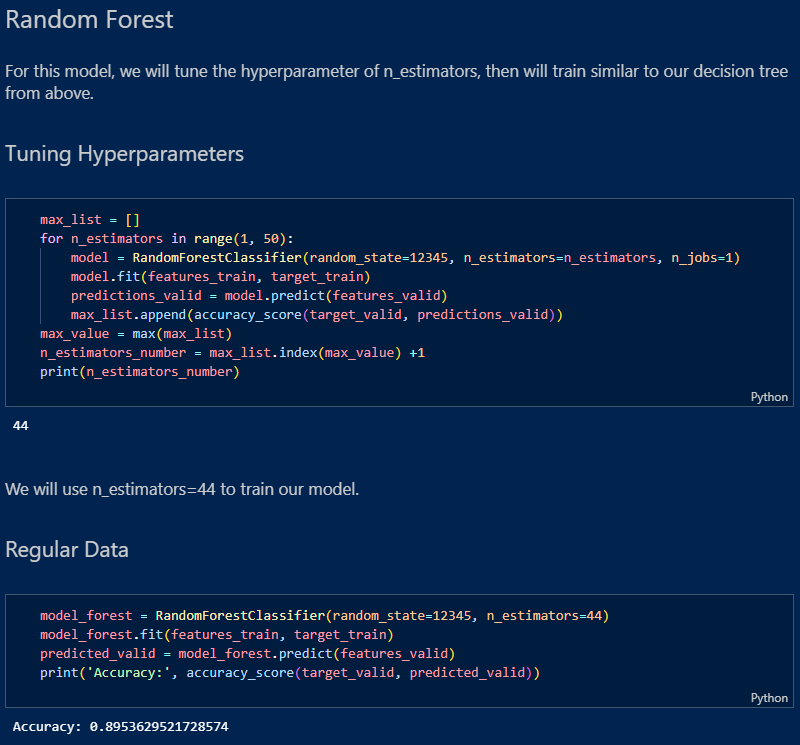 Random Forest
For this model, we will tune the hyperparameter of n_estimators, then will train similar to our decision tree
from above.
Tuning Hyperparameters
max_list = []
for n_estimators in range(1, 50):
    model = RandomForestClassifier(random_state=12345, n_estimators=n_estimators, n_jobs=1)
    model.fit(features_train, target_train)
    predictions_valid = model.predict(features_valid)
    max_list.append(accuracy_score(target_valid, predictions_valid))
max_value = max(max_list)
n_estimators_number = max_list.index(max_value) +1
print(n_estimators_number)
Python
44
We will use n_estimators=44 to train our model.
Regular Data
model_forest = RandomForestClassifier(random_state=12345, n_estimators=44)
model_forest.fit(features_train, target_train)
predicted_valid = model_forest.predict(features_valid)
print('Accuracy:', accuracy_score(target_valid, predicted_valid))
Python
Accuracy: 0.8953629521728574